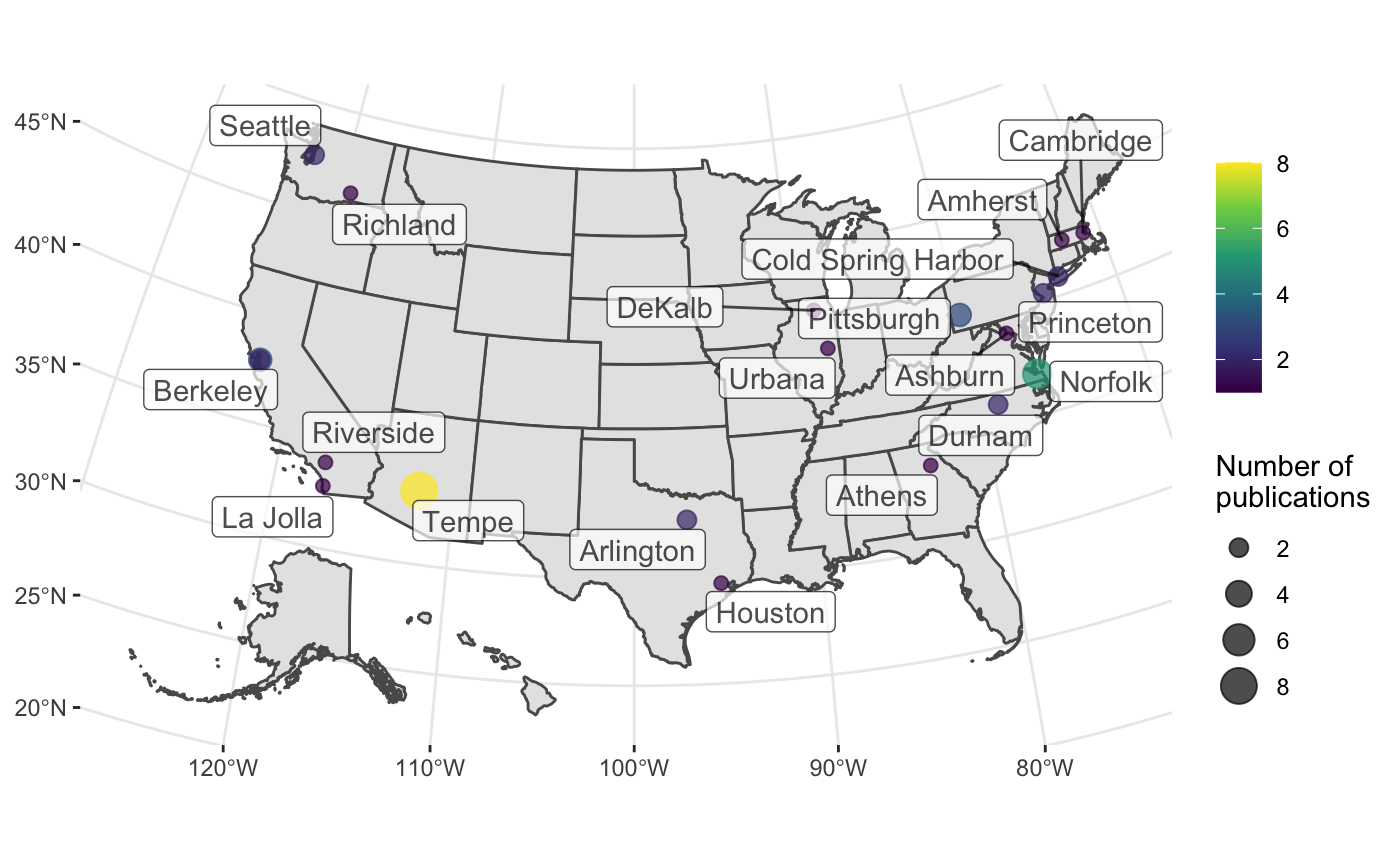 45°N
40°N
35°N
30°N
25°N
20°N
120°W
110°W
100°W
90°W
80°W
Seattle
Richland
Cambridge
Amherst
Cold Spring Harbor
DeKalb
Pittsburgh
Princeton
Urbana
Ashburn
Norfolk
Berkeley
Riverside
Durham
La Jolla
Tempe
Athens
Arlington
Houston
8
6
4
2
Number of
publications
2
4
6
8